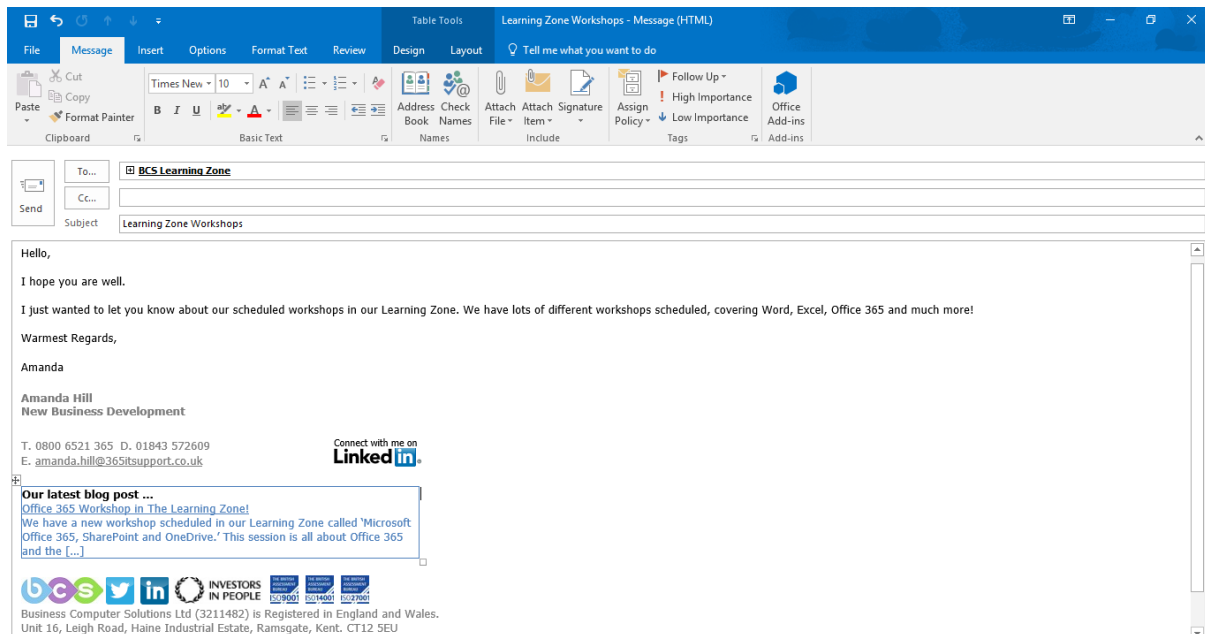 Table Tools
Learning Zone Workshops - Message (HTML)
File Message Insert Options Format Text Review Design Layout Tell me what you want to do
Paste
Cut
Copy
Format Painter
Clipboard
Times New 10
B I U
Basic Text
Address Book
Check Names
Names
Attach File
Attach Item
Signature
Include
Assign Policy
Follow Up
High Importance
Low Importance
Tags
Office Add-ins
Add-ins
Send
To... BCS Learning Zone
Cc...
Subject Learning Zone Workshops
Hello,
I hope you are well.
I just wanted to let you know about our scheduled workshops in our Learning Zone. We have lots of different workshops scheduled, covering Word, Excel, Office 365 and much more!
Warmest Regards,
Amanda
Amanda Hill
New Business Development
T. 0800 6521 365 D. 01843 572609
E. amanda.hill@365itsupport.co.uk
Connect with me on
Linked in
Our latest blog post ...
Office 365 Workshop in The Learning Zone!
We have a new workshop scheduled in our Learning Zone called ‘Microsoft
Office 365, SharePoint and OneDrive.’ This session is all about Office 365
and the [...]
bcs in INVESTORS IN PEOPLE ISO9001 ISO14001 ISO27001
Business Computer Solutions Ltd (3211482) is Registered in England and Wales.
Unit 16, Leigh Road, Haine Industrial Estate, Ramsgate, Kent. CT12 5EU